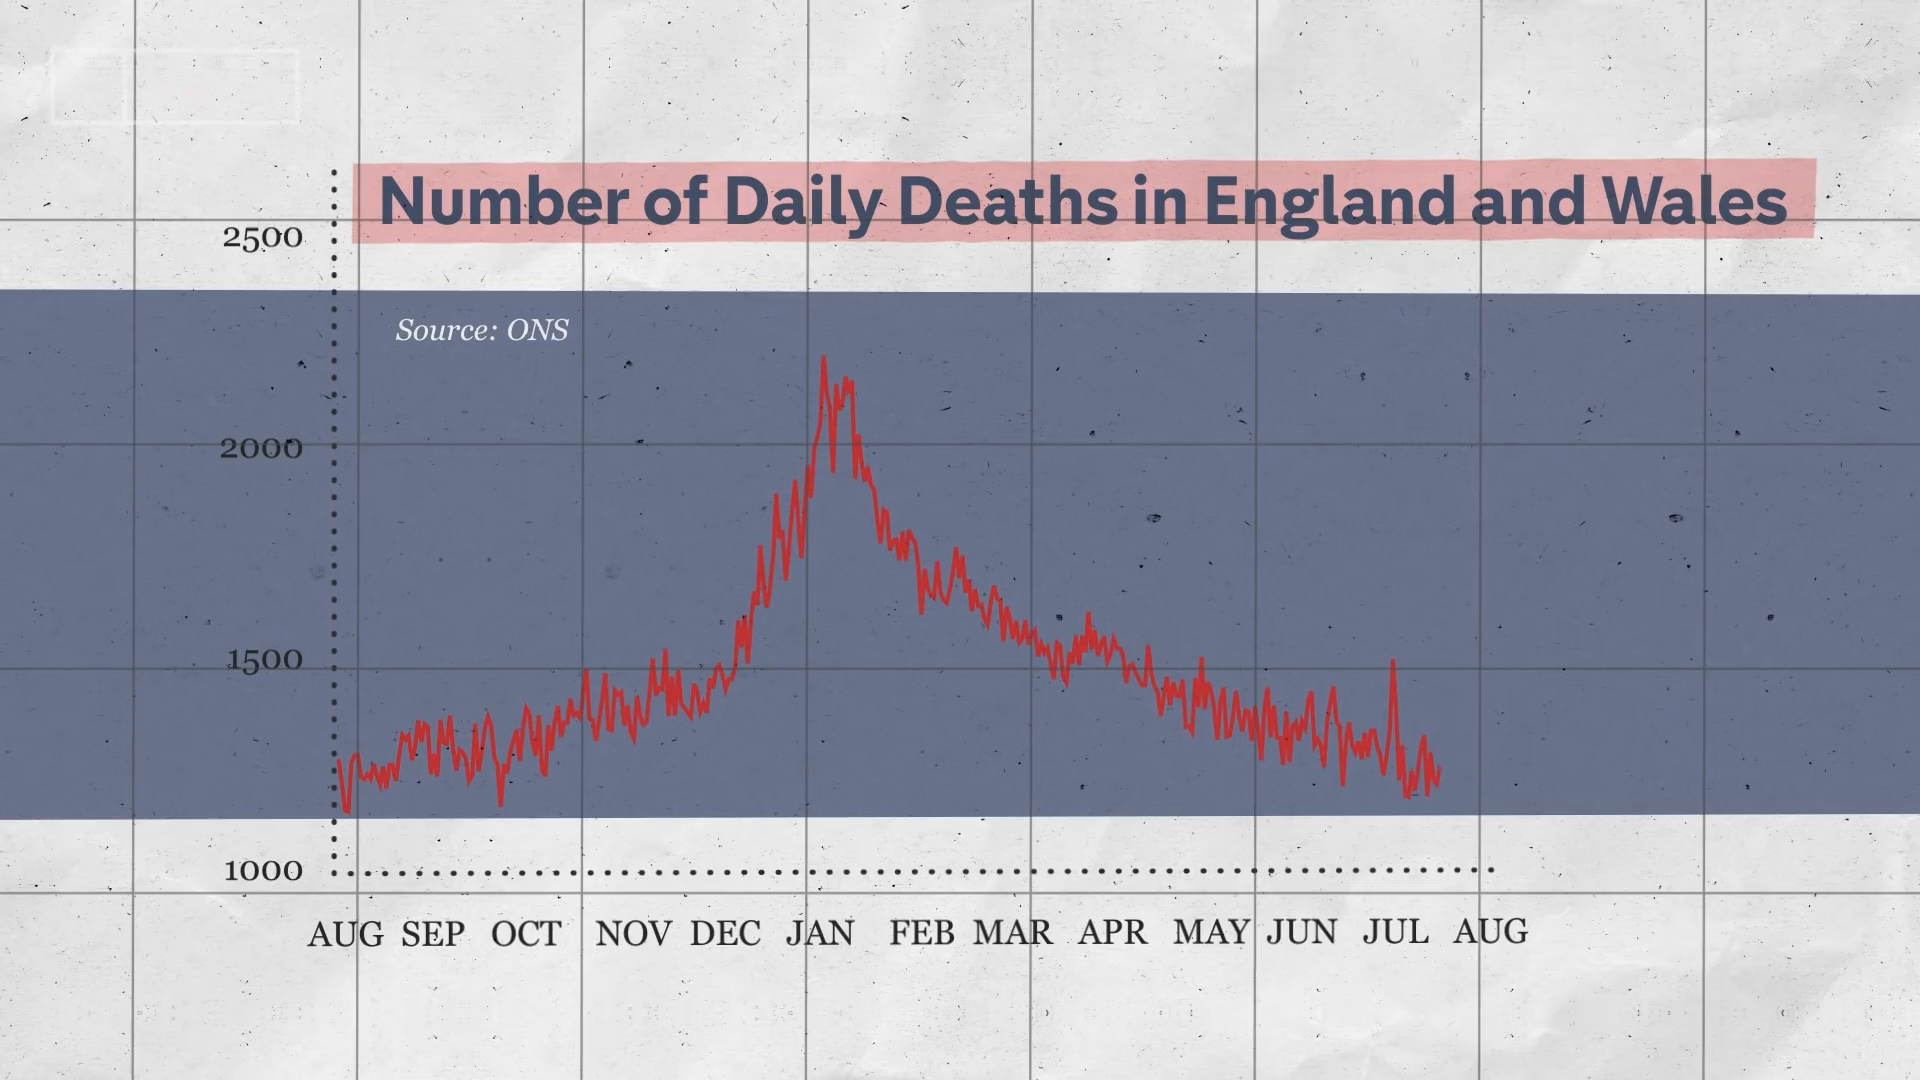 Number of Daily Deaths in England and Wales
2500
Source: ONS
2000
1500
1000
AUG SEP OCT NOV DEC JAN FEB MAR APR MAY JUN JUL AUG